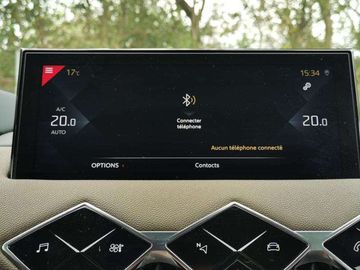 17°C
15:34
A/C
20.0
AUTO
Connecter
téléphone
20.0
Aucun téléphone connecté
OPTIONS
Contacts
N